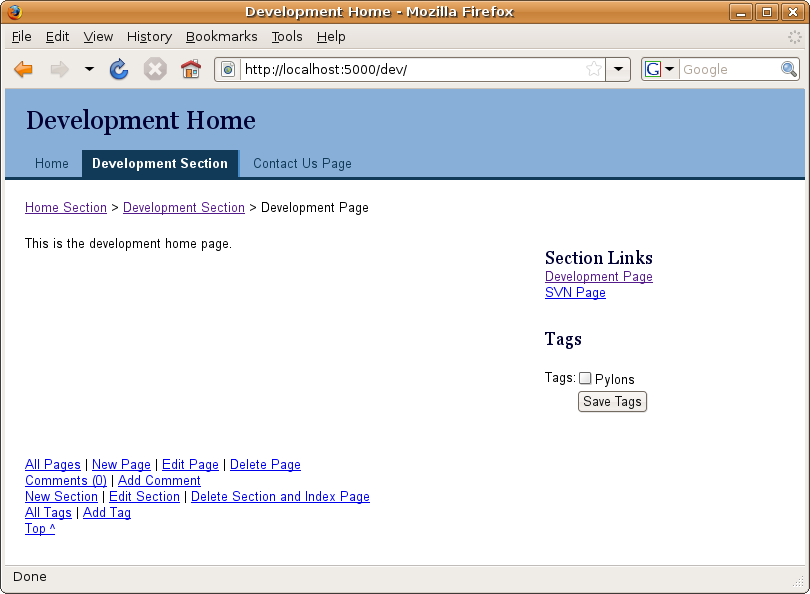 Development Home - Mozilla Firefox
File Edit View History Bookmarks Tools Help
http://localhost:5000/dev/ G Google
Development Home
Home Development Section Contact Us Page
Home Section > Development Section > Development Page
This is the development home page.
Section Links
Development Page
SVN Page
Tags
Tags: Pylons
Save Tags
All Pages | New Page | Edit Page | Delete Page
Comments (0) | Add Comment
New Section | Edit Section | Delete Section and Index Page
All Tags | Add Tag
Top ^
Done